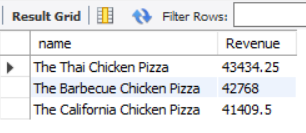 Result Grid Filter Rows:
name Revenue
The Thai Chicken Pizza 43434.25
The Barbecue Chicken Pizza 42768
The California Chicken Pizza 41409.5